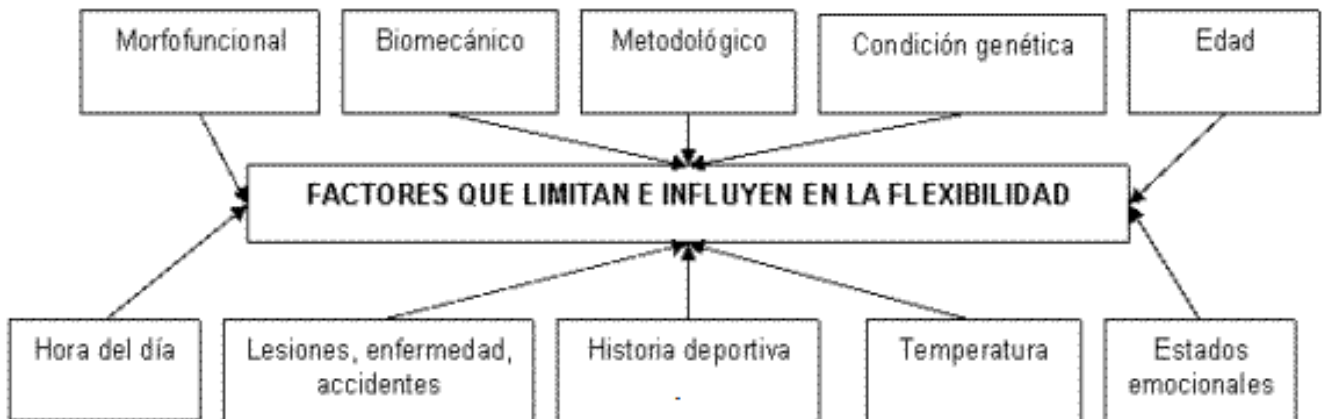 Morfofuncional
Biomecánico
Metodológico
Condición genética
Edad
FACTORES QUE LIMITAN E INFLUYEN EN LA FLEXIBILIDAD
Hora del día
Lesiones, enfermedad,
accidentes
Historia deportiva
Temperatura
Estados
emocionales